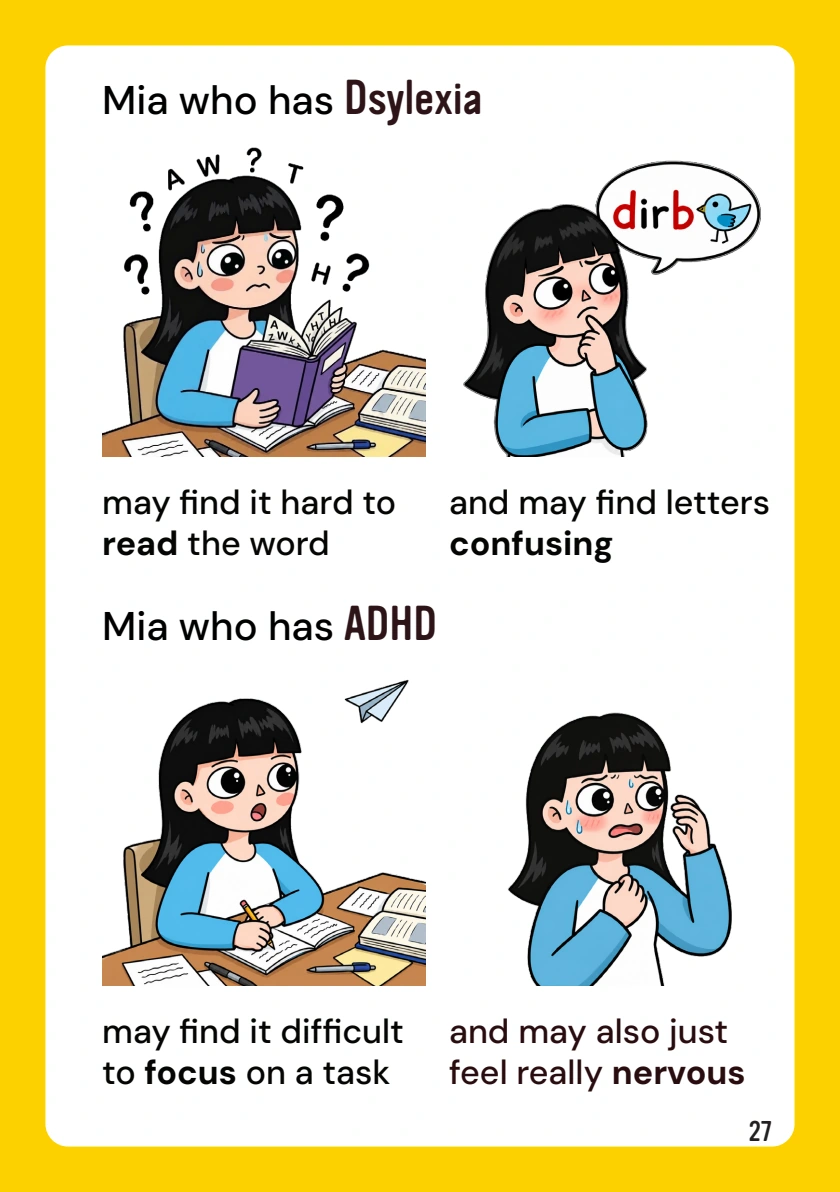 Mia who has Dsylexia
A W ? T
? ?
? H ?
dirb
A
Z W K
Y H T L H
may find it hard to
read the word
and may find letters
confusing
Mia who has ADHD
may find it difficult
to focus on a task
and may also just
feel really nervous
27